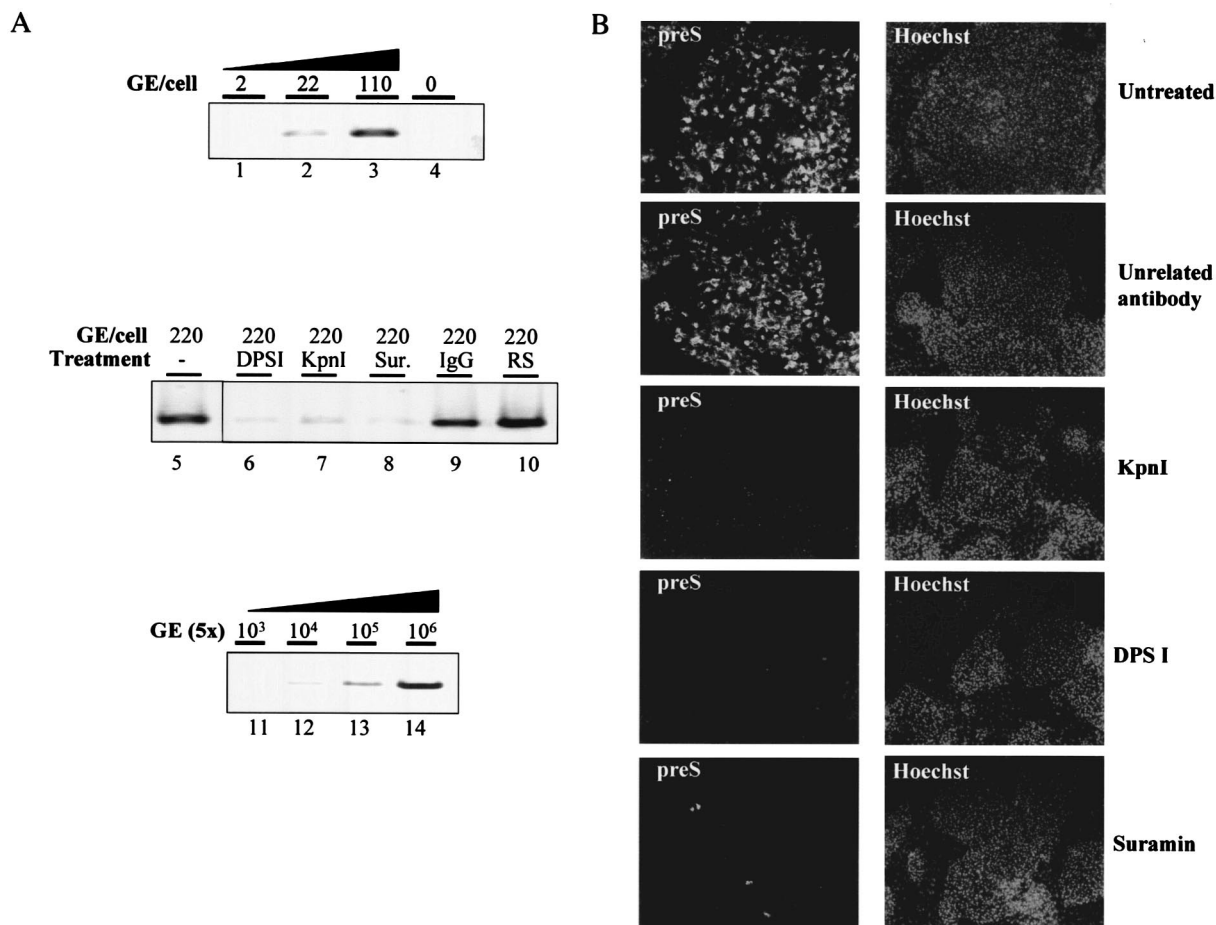 A
GE/cell 2 22 110 0
1 2 3 4
GE/cell 220 220 220 220 220 220
Treatment - DPSI KpnI Sur. IgG RS
5 6 7 8 9 10
GE (5x) 10³ 10⁴ 10⁵ 10⁶
11 12 13 14
B
preS Hoechst Untreated
preS Hoechst Unrelated
antibody
preS Hoechst KpnI
preS Hoechst DPS I
preS Hoechst Suramin